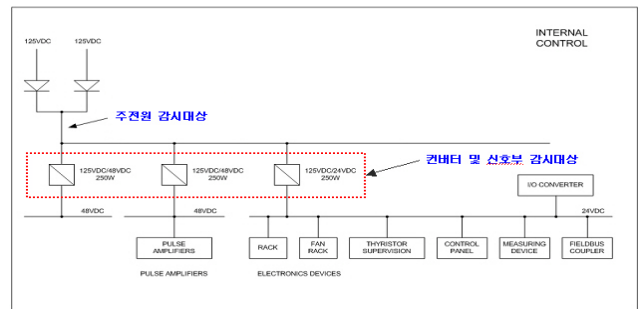 INTERNAL
CONTROL
125VDC 125VDC
주전원 감시대상
컨버터 및 신호부 감시대상
125VDC/48VDC
250W
125VDC/48VDC
250W
125VDC/24VDC
250W
I/O CONVERTER
48VDC 48VDC 24VDC
PULSE
AMPLIFIERS
RACK
FAN
RACK
THYRISTOR
SUPERVISION
CONTROL
PANEL
MEASURING
DEVICE
FIELDBUS
COUPLER
PULSE AMPLIFIERS ELECTRONICS DEVICES